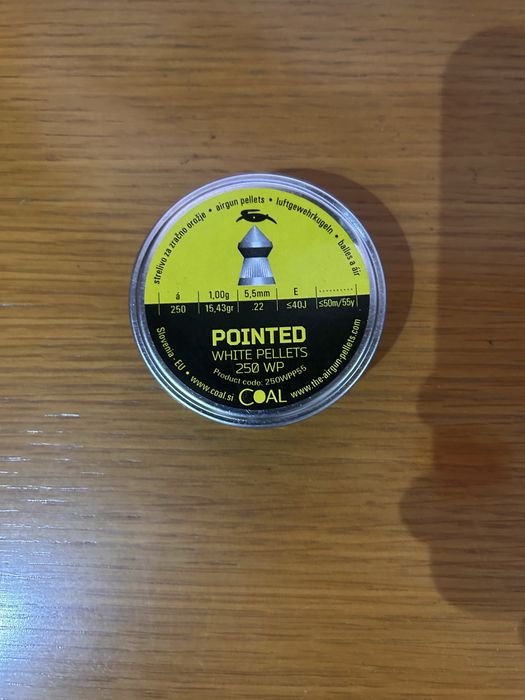 strelivo za zračno orožje • airgun pellets • luftgewehrkugeln • balles a áir
á 1,00g 5,5mm E
250 15,43gr .22 ≤40J ≤50m/55y
POINTED
WHITE PELLETS
250 WP
Product code: 250WPP55
Slovenia - EU • www.coal.si COAL www.the-airgun-pellets.com